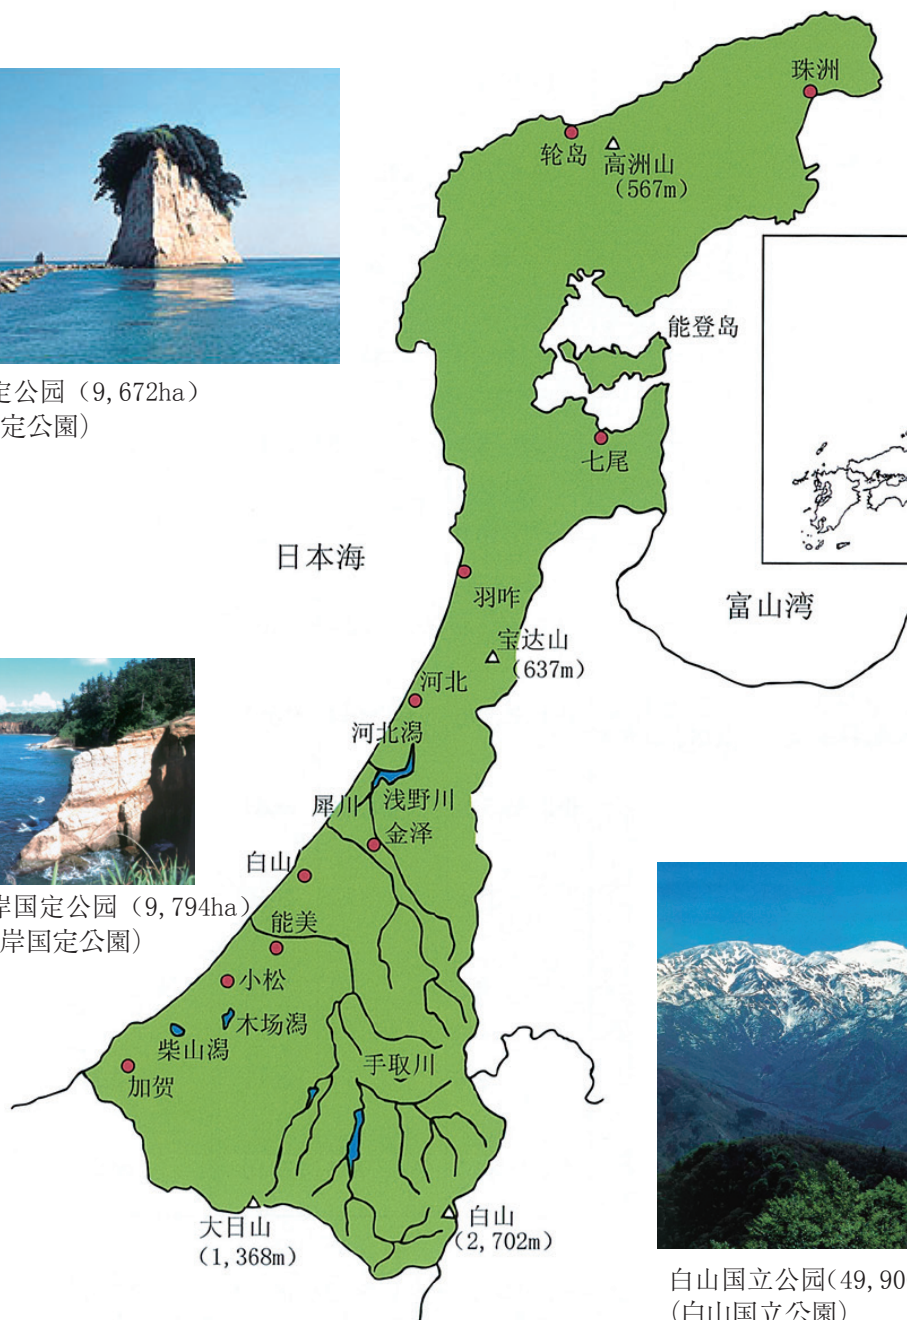 珠洲
轮岛
高洲山
(567m)
能登岛
定公园（9,672ha）
定公園）
七尾
日本海
羽咋
富山湾
宝达山
(637m)
河北
河北潟
犀川
浅野川
金泽
白山
岸国定公园（9,794ha）
岸国定公園）
能美
小松
木场潟
柴山潟
手取川
加贺
大日山
(1,368m)
白山
(2,702m)
白山国立公园(49,90
(白山国立公園)